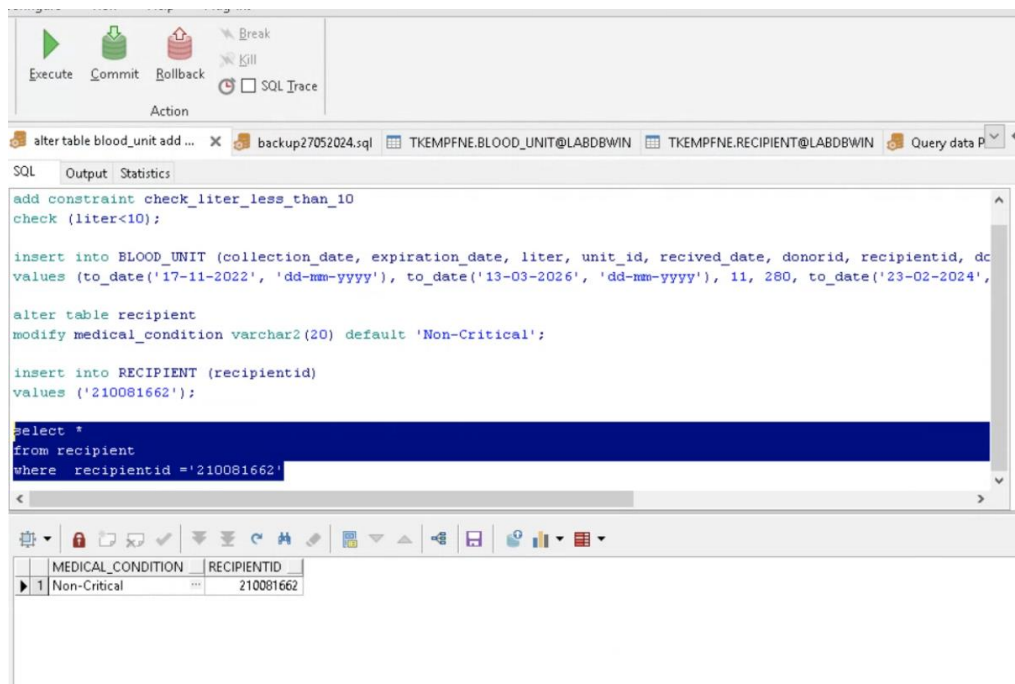 Break
Kill
Execute Commit Rollback
SQL Trace
Action
alter table blood_unit add ... backup27052024.sql TKEMPFNE.BLOOD_UNIT@LABDBWIN TKEMPFNE.RECIPIENT@LABDBWIN Query data P
SQL Output Statistics
add constraint check_liter_less_than_10
check (liter<10);
insert into BLOOD_UNIT (collection_date, expiration_date, liter, unit_id, recived_date, donorid, recipientid, dc
values (to_date('17-11-2022', 'dd-mm-yyyy'), to_date('13-03-2026', 'dd-mm-yyyy'), 11, 280, to_date('23-02-2024',
alter table recipient
modify medical_condition varchar2(20) default 'Non-Critical';
insert into RECIPIENT (recipientid)
values ('210081662');
select *
from recipient
where recipientid ='210081662'
MEDICAL_CONDITION RECIPIENTID
1 Non-Critical ... 210081662